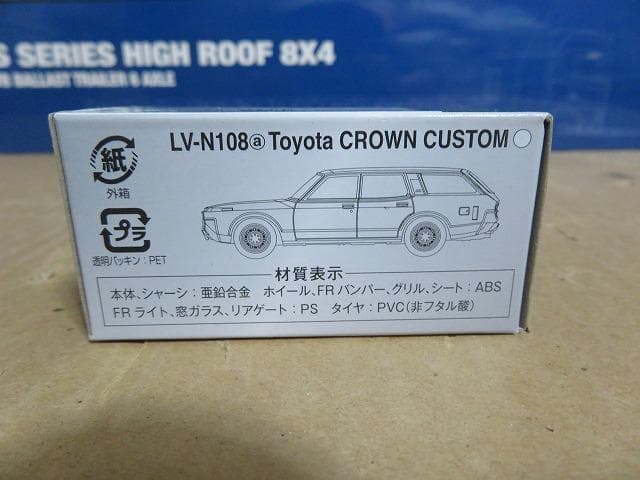 S SERIES HIGH ROOF 8X4
BALLAST TRAILER 6 AXLE
LV-N108ⓐ Toyota CROWN CUSTOM
紙
外箱
プラ
透明パッキン：PET
材質表示
本体、シャーシ：亜鉛合金　ホイール、FRバンパー、グリル、シート：ABS
FRライト、窓ガラス、リアゲート：PS　タイヤ：PVC（非フタル酸）